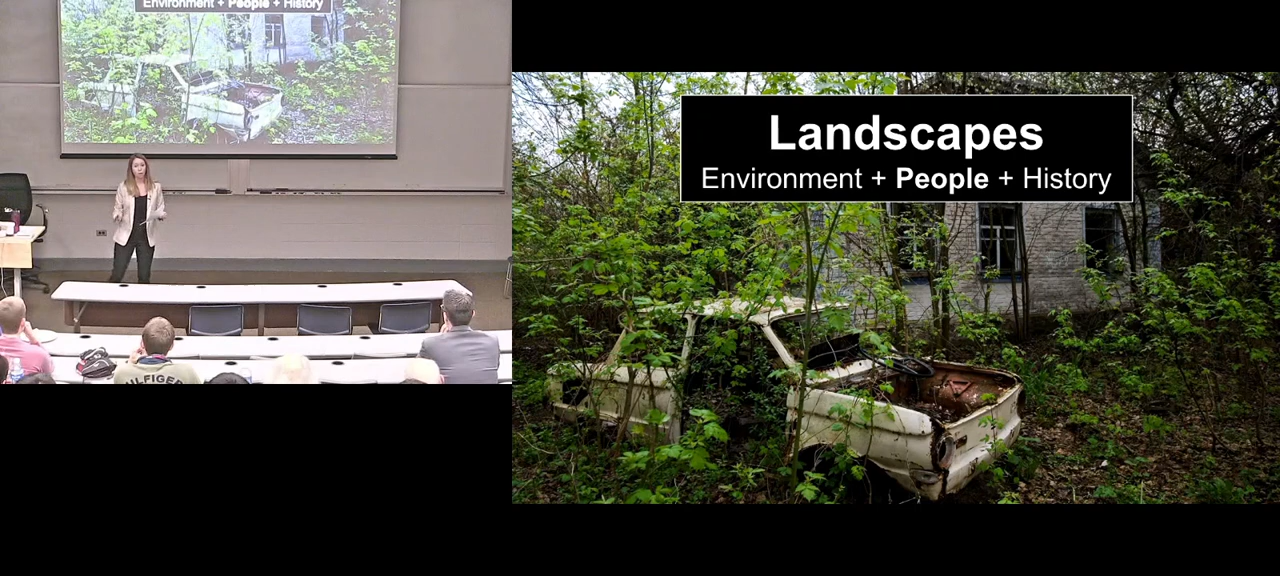 Environment + People + History
Landscapes
Environment + People + History